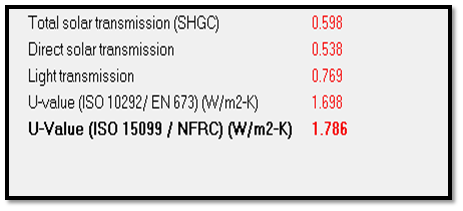 Total solar transmission (SHGC) 0.598
Direct solar transmission 0.538
Light transmission 0.769
U-value (ISO 10292/ EN 673) (W/m2-K) 1.698
U-Value (ISO 15099 / NFRC) (W/m2-K) 1.786